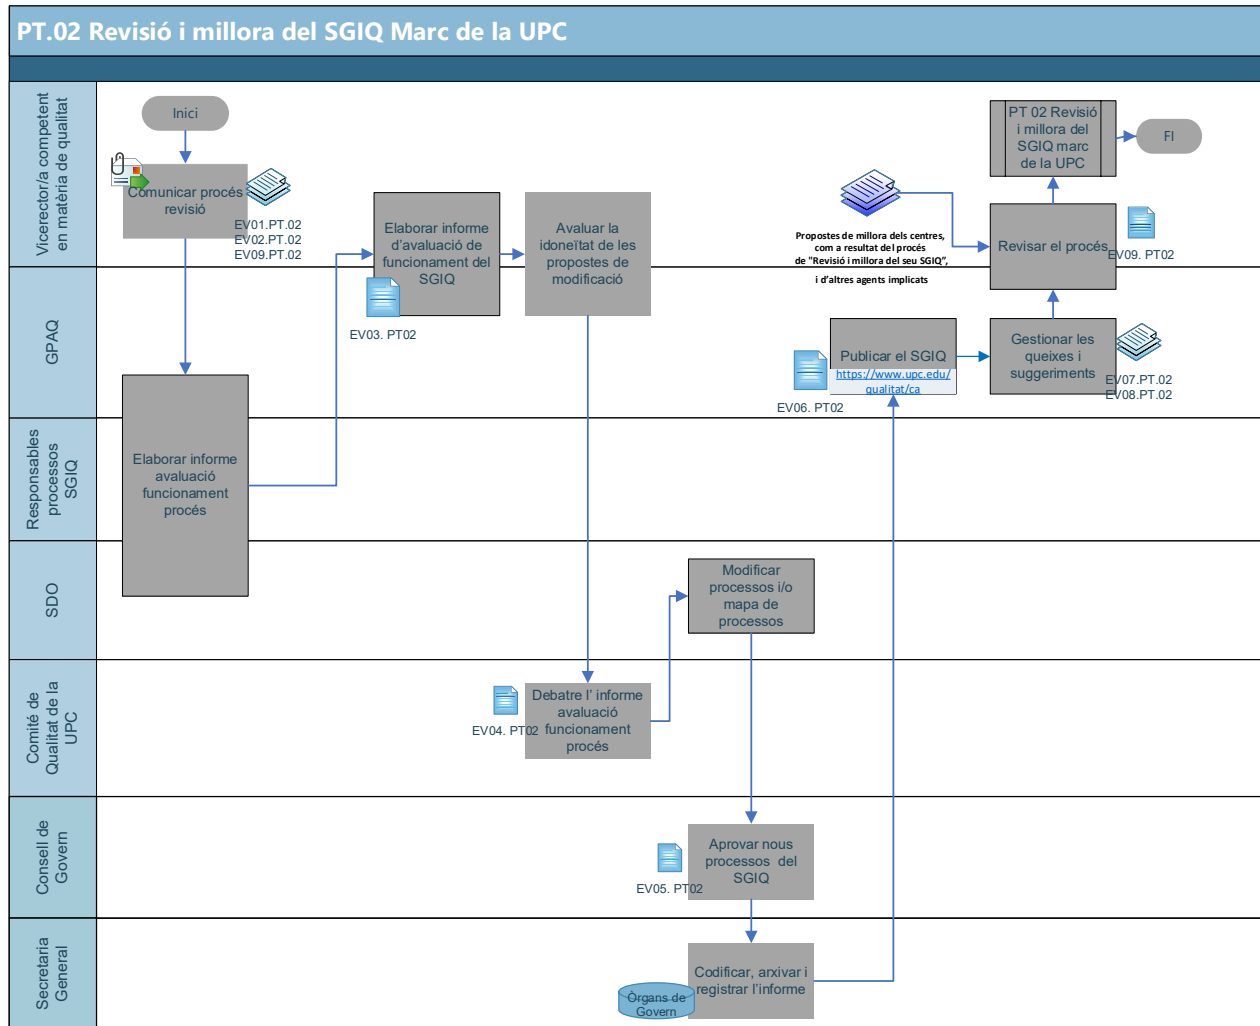 PT.02 Revisió i millora del SGIQ Marc de la UPC
Vicerector/a competent
en matèria de qualitat
Inici
Comunicar procés
revisió
EV01.PT.02
EV02.PT.02
EV09.PT.02
Elaborar informe
d'avaluació de
funcionament del
SGIQ
EV03. PT02
Avaluar la
idoneïtat de les
propostes de
modificació
Propostes de millora dels centres,
com a resultat del procés
de "Revisió i millora del seu SGIQ",
i d'altres agents implicats
PT 02 Revisió
i millora del
SGIQ marc
de la UPC
FI
Revisar el procés
EV09. PT02
GPAQ
Publicar el SGIQ
https://www.upc.edu/
qualitat/ca
EV06. PT02
Gestionar les
queixes i
suggeriments
EV07.PT.02
EV08.PT.02
Responsables
processos
SGIQ
Elaborar informe
avaluació
funcionament
procés
SDO
Modificar
processos i/o
mapa de
processos
Comité de
Qualitat de la
UPC
EV04. PT02
Debatre l' informe
avaluació
funcionament
procés
Consell de
Govern
EV05. PT02
Aprovar nous
processos del
SGIQ
Secretaria
General
Òrgans de
Govern
Codificar, arxivar i
registrar l'informe